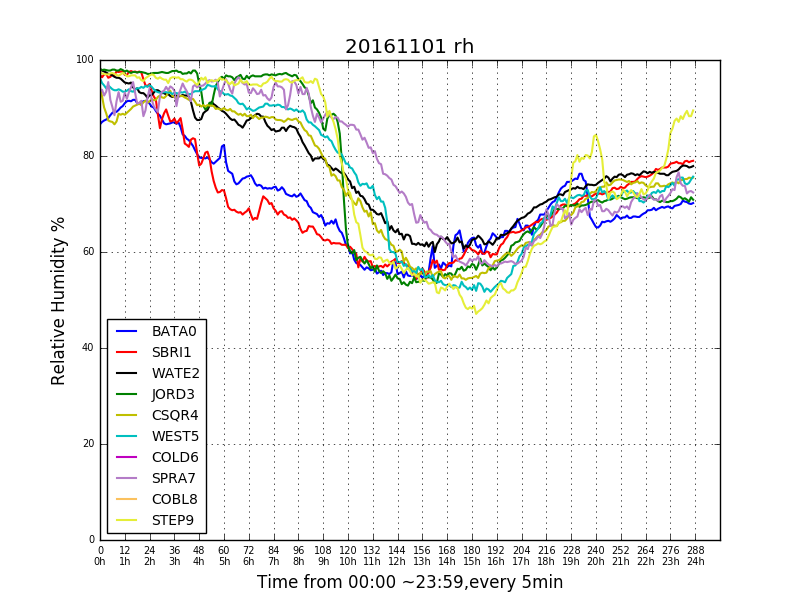 20161101 rh
Relative Humidity %
100
80
60
40
20
0
BATA0
SBRI1
WATE2
JORD3
CSQR4
WEST5
COLD6
SPRA7
COBL8
STEP9
0 12 24 36 48 60 72 84 96 108 120 132 144 156 168 180 192 204 216 228 240 252 264 276 288
0h 1h 2h 3h 4h 5h 6h 7h 8h 9h 10h 11h 12h 13h 14h 15h 16h 17h 18h 19h 20h 21h 22h 23h 24h
Time from 00:00 ~23:59,every 5min